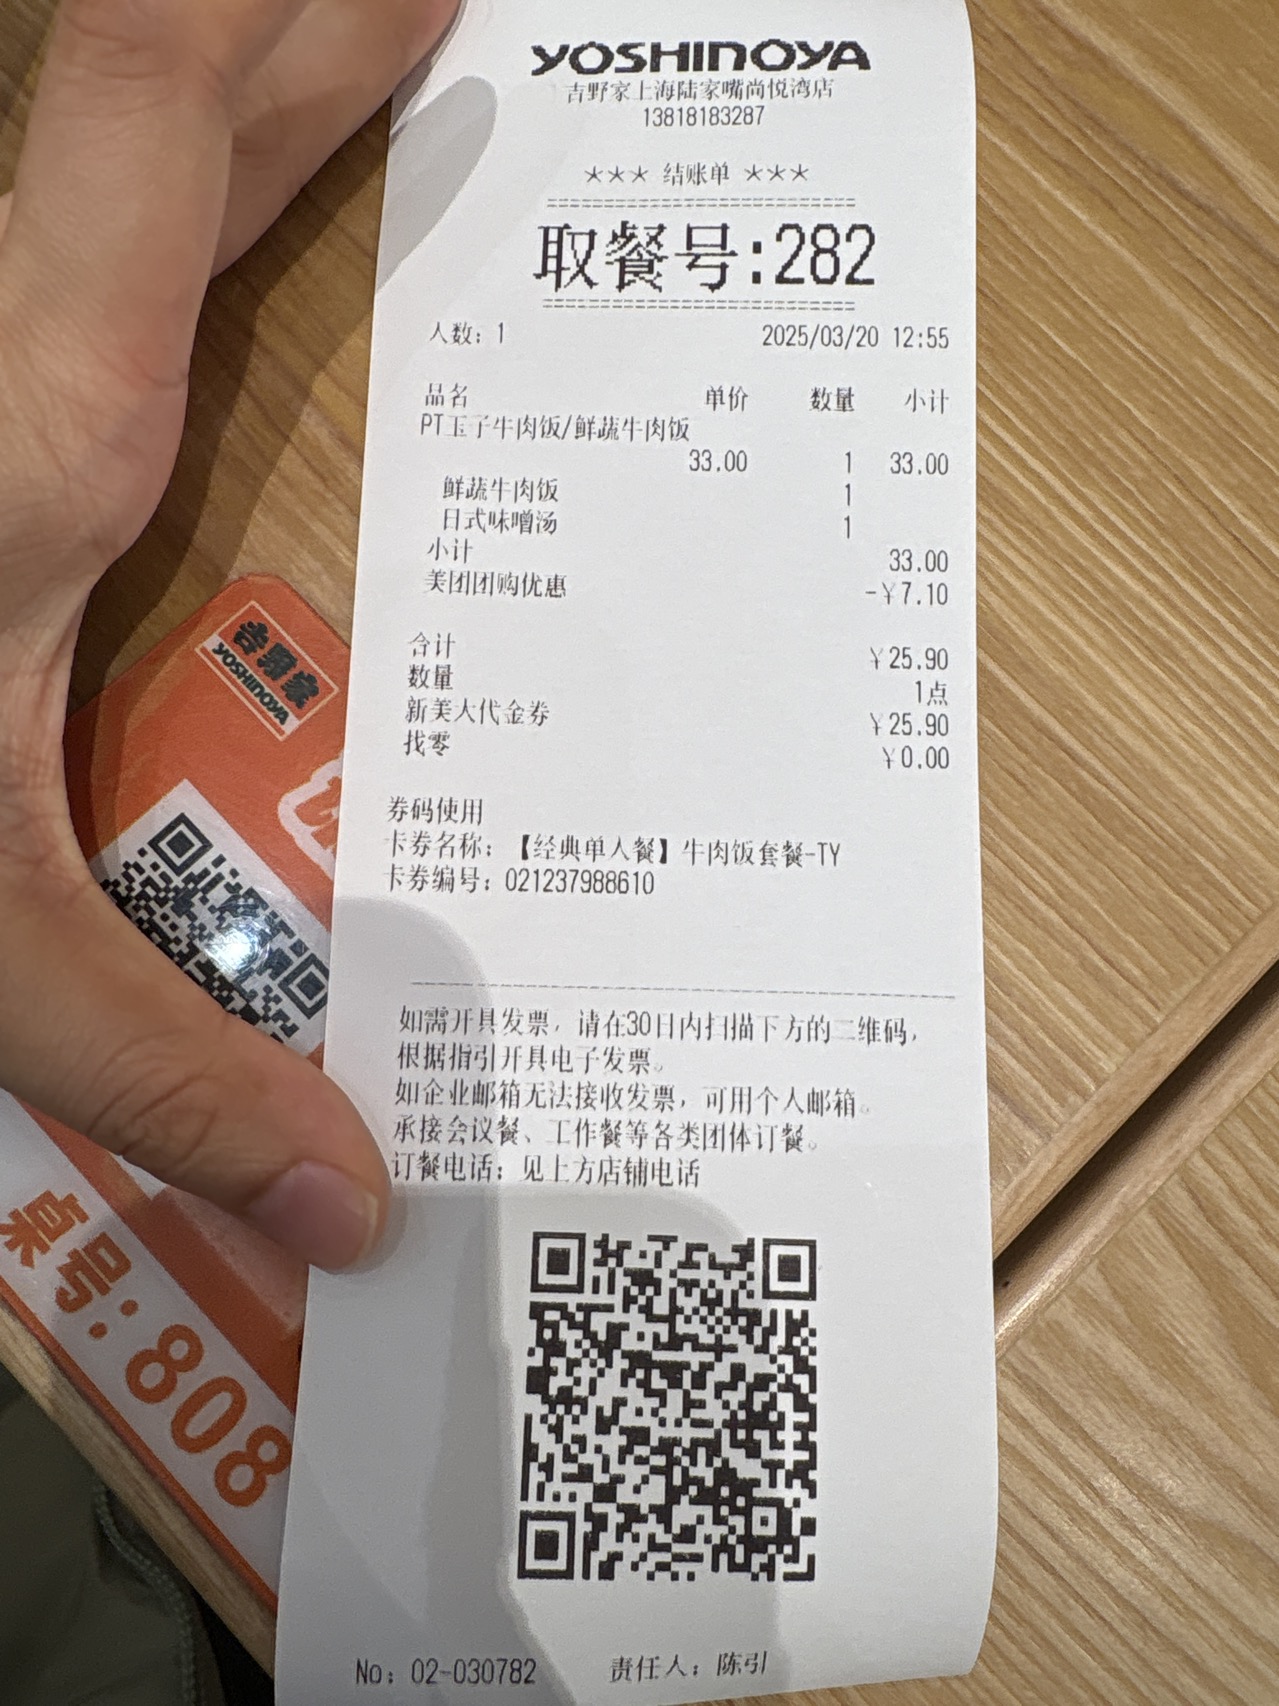 YOSHINOYA
吉野家上海陆家嘴尚悦湾店
13818183287
*** 结账单 ***
取餐号:282
人数: 1 2025/03/20 12:55
品名 单价 数量 小计
PT玉子牛肉饭/鲜蔬牛肉饭
33.00 1 33.00
鲜蔬牛肉饭 1
日式味噌汤 1
小计 33.00
美团团购优惠 -¥7.10
合计 ¥25.90
数量 1点
新美大代金券 ¥25.90
找零 ¥0.00
券码使用
卡券名称: 【经典单人餐】牛肉饭套餐-TY
卡券编号: 021237988610
如需开具发票, 请在30日内扫描下方的二维码,
根据指引开具电子发票。
如企业邮箱无法接收发票, 可用个人邮箱。
承接会议餐、工作餐等各类团体订餐。
订餐电话: 见上方店铺电话
No: 02-030782 责任人: 陈引
吉野家
YOSHINOYA
桌号: 808